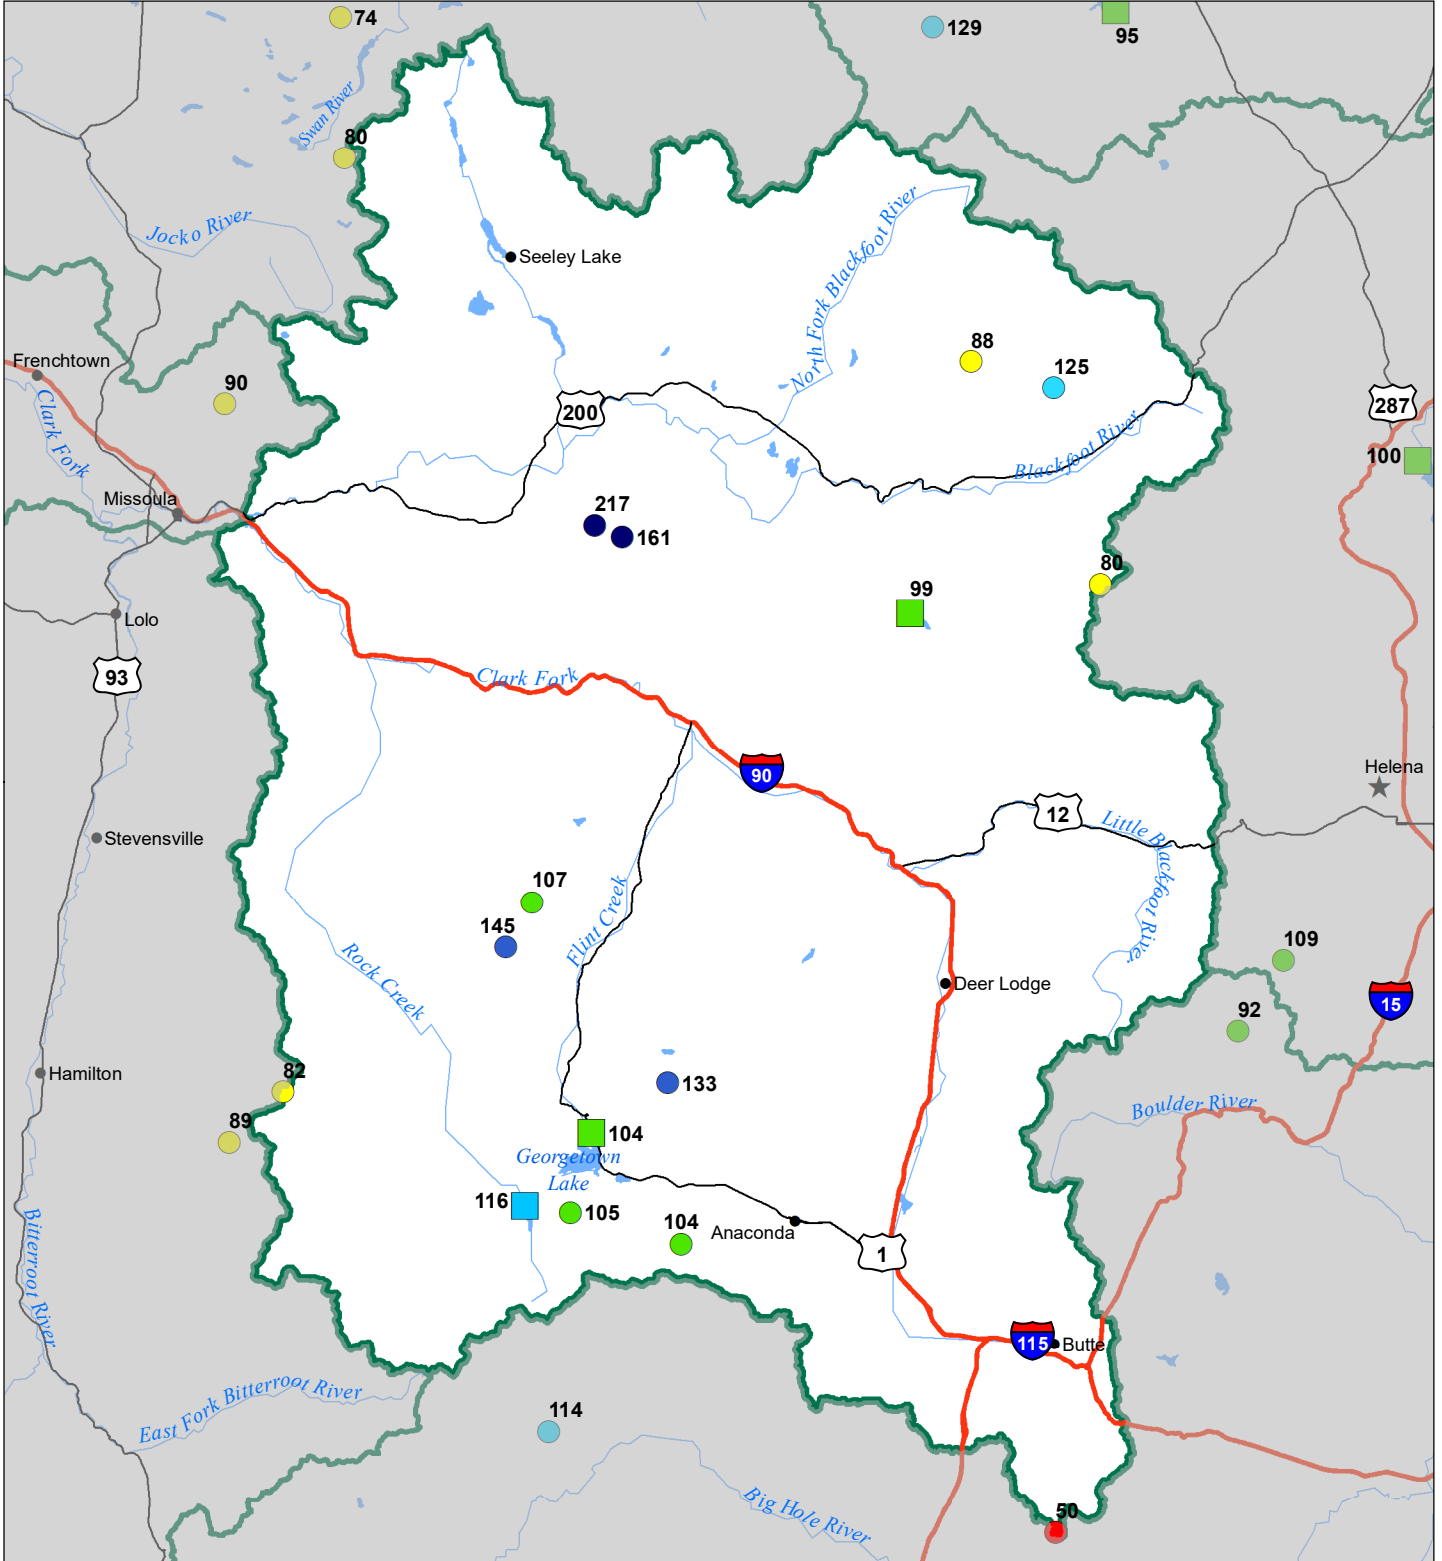 74
129
95
Swan River
80
Jocko River
Seeley Lake
North Fork Blackfoot River
88
125
Frenchtown
90
200
287
Clark Fork
Blackfoot River
100
Missoula
217
161
80
99
Lolo
93
Clark Fork
90
Helena
12
Little Blackfoot River
Stevensville
107
Flint Creek
145
109
Rock Creek
Deer Lodge
15
92
Hamilton
82
133
Boulder River
89
104
Georgetown
Lake
116
105
104
Anaconda
1
Bitterroot River
115
Butte
East Fork Bitterroot River
114
Big Hole River
50